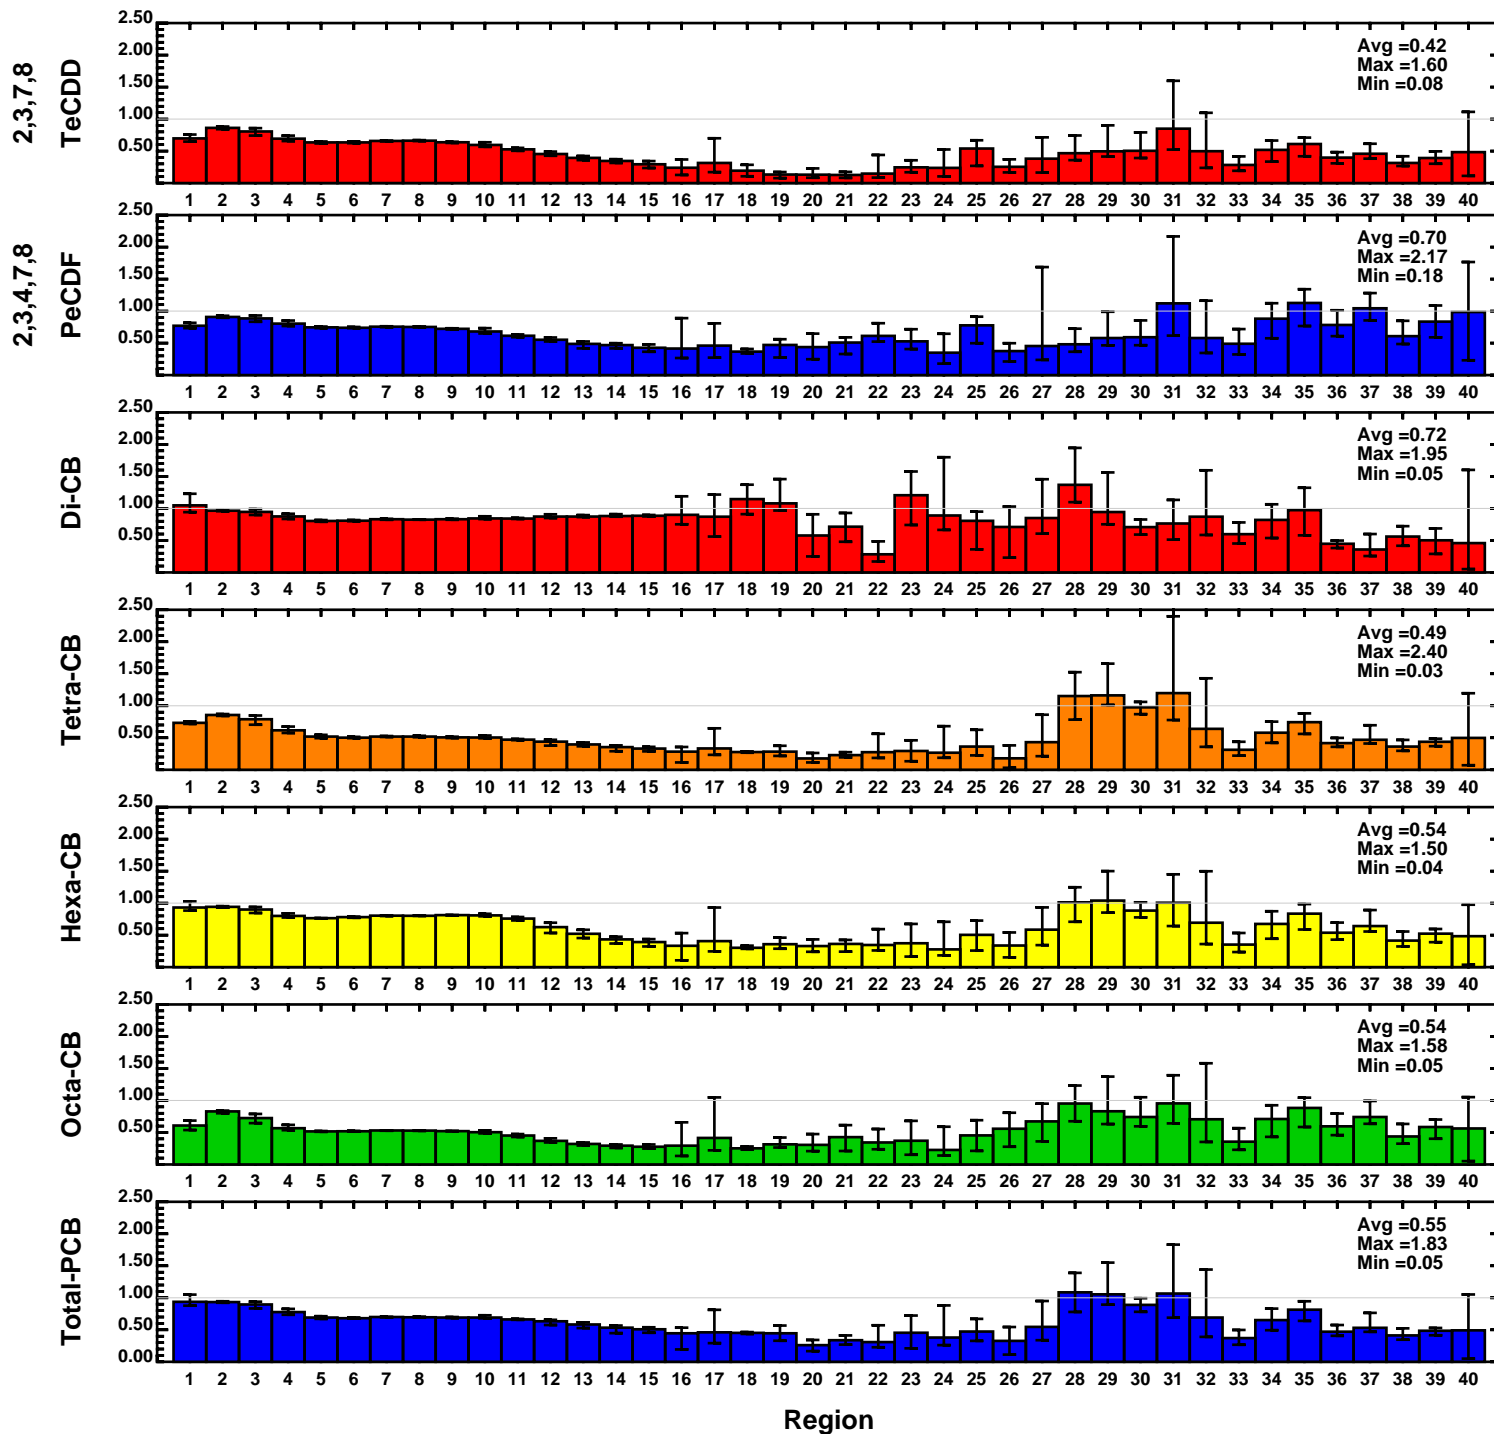 2,3,7,8
TeCDD
2.50
2.00
1.50
1.00
0.50
Avg =0.42
Max =1.60
Min =0.08
1 2 3 4 5 6 7 8 9 10 11 12 13 14 15 16 17 18 19 20 21 22 23 24 25 26 27 28 29 30 31 32 33 34 35 36 37 38 39 40
2,3,4,7,8
PeCDF
2.50
2.00
1.50
1.00
0.50
Avg =0.70
Max =2.17
Min =0.18
1 2 3 4 5 6 7 8 9 10 11 12 13 14 15 16 17 18 19 20 21 22 23 24 25 26 27 28 29 30 31 32 33 34 35 36 37 38 39 40
Di-CB
2.50
2.00
1.50
1.00
0.50
Avg =0.72
Max =1.95
Min =0.05
1 2 3 4 5 6 7 8 9 10 11 12 13 14 15 16 17 18 19 20 21 22 23 24 25 26 27 28 29 30 31 32 33 34 35 36 37 38 39 40
Tetra-CB
2.50
2.00
1.50
1.00
0.50
Avg =0.49
Max =2.40
Min =0.03
1 2 3 4 5 6 7 8 9 10 11 12 13 14 15 16 17 18 19 20 21 22 23 24 25 26 27 28 29 30 31 32 33 34 35 36 37 38 39 40
Hexa-CB
2.50
2.00
1.50
1.00
0.50
Avg =0.54
Max =1.50
Min =0.04
1 2 3 4 5 6 7 8 9 10 11 12 13 14 15 16 17 18 19 20 21 22 23 24 25 26 27 28 29 30 31 32 33 34 35 36 37 38 39 40
Octa-CB
2.50
2.00
1.50
1.00
0.50
Avg =0.54
Max =1.58
Min =0.05
1 2 3 4 5 6 7 8 9 10 11 12 13 14 15 16 17 18 19 20 21 22 23 24 25 26 27 28 29 30 31 32 33 34 35 36 37 38 39 40
Total-PCB
2.50
2.00
1.50
1.00
0.50
0.00
Avg =0.55
Max =1.83
Min =0.05
1 2 3 4 5 6 7 8 9 10 11 12 13 14 15 16 17 18 19 20 21 22 23 24 25 26 27 28 29 30 31 32 33 34 35 36 37 38 39 40
Region